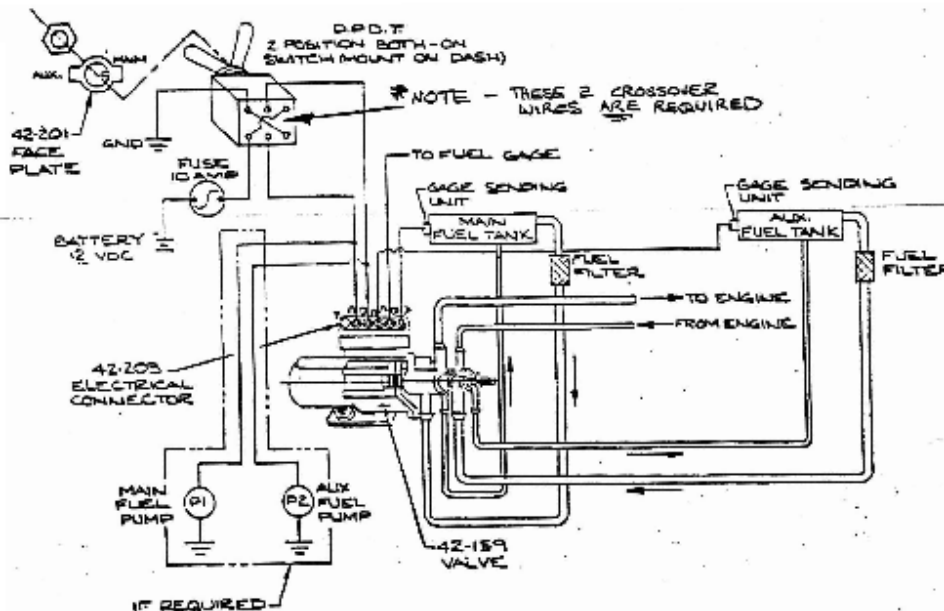 D.P.D.T.
2 POSITION BOTH-ON
SWITCH MOUNT ON DASH)
MAIN
AUX.
* NOTE - THESE 2 CROSSOVER
WIRES ARE REQUIRED
42-201
FACE
PLATE
GND
TO FUEL GAGE
FUSE
10 AMP
GAGE SENDING
UNIT
GAGE SENDING
UNIT
MAIN
FUEL TANK
AUX.
FUEL TANK
BATTERY
12 VDC
FUEL
FILTER
FUEL
FILTER
TO ENGINE
FROM ENGINE
42-203
ELECTRICAL
CONNECTOR
MAIN
FUEL
PUMP
P1
P2
AUX
FUEL
PUMP
42-159
VALVE
IF REQUIRED